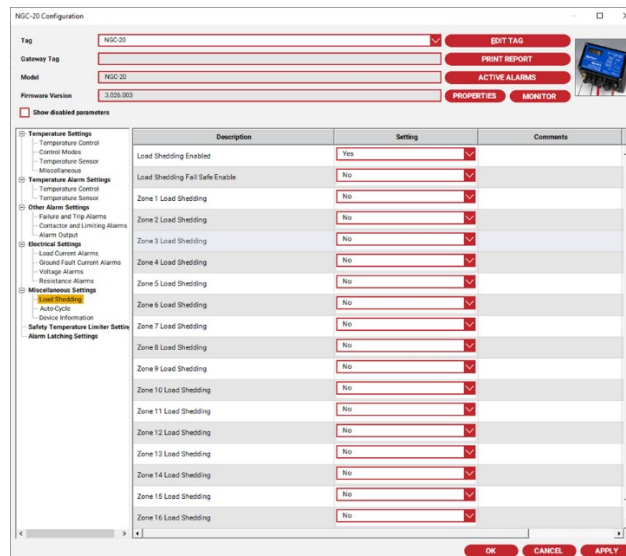 NGC-20 Configuration
Tag NGC-20 EDIT TAG
Gateway Tag PRINT REPORT
Model NGC-20 ACTIVE ALARMS
Firmware Version 3.026.003 PROPERTIES MONITOR
Show disabled parameters
Temperature Settings
Temperature Control
Control Modes
Temperature Sensor
Miscellaneous
Temperature Alarm Settings
Temperature Control
Temperature Sensor
Other Alarm Settings
Failure and Trip Alarms
Contactor and Limiting Alarms
Alarm Output
Electrical Settings
Load Current Alarms
Ground Fault Current Alarms
Voltage Alarms
Resistance Alarms
Miscellaneous Settings
Load Shedding
Auto-Cycle
Device Information
Safety Temperature Limiter Settin
Alarm Latching Settings
Description Setting Comments
Load Shedding Enabled Yes
Load Shedding Fail Safe Enable No
Zone 1 Load Shedding No
Zone 2 Load Shedding No
Zone 3 Load Shedding No
Zone 4 Load Shedding No
Zone 5 Load Shedding No
Zone 6 Load Shedding No
Zone 7 Load Shedding No
Zone 8 Load Shedding No
Zone 9 Load Shedding No
Zone 10 Load Shedding No
Zone 11 Load Shedding No
Zone 12 Load Shedding No
Zone 13 Load Shedding No
Zone 14 Load Shedding No
Zone 15 Load Shedding No
Zone 16 Load Shedding No
OK CANCEL APPLY